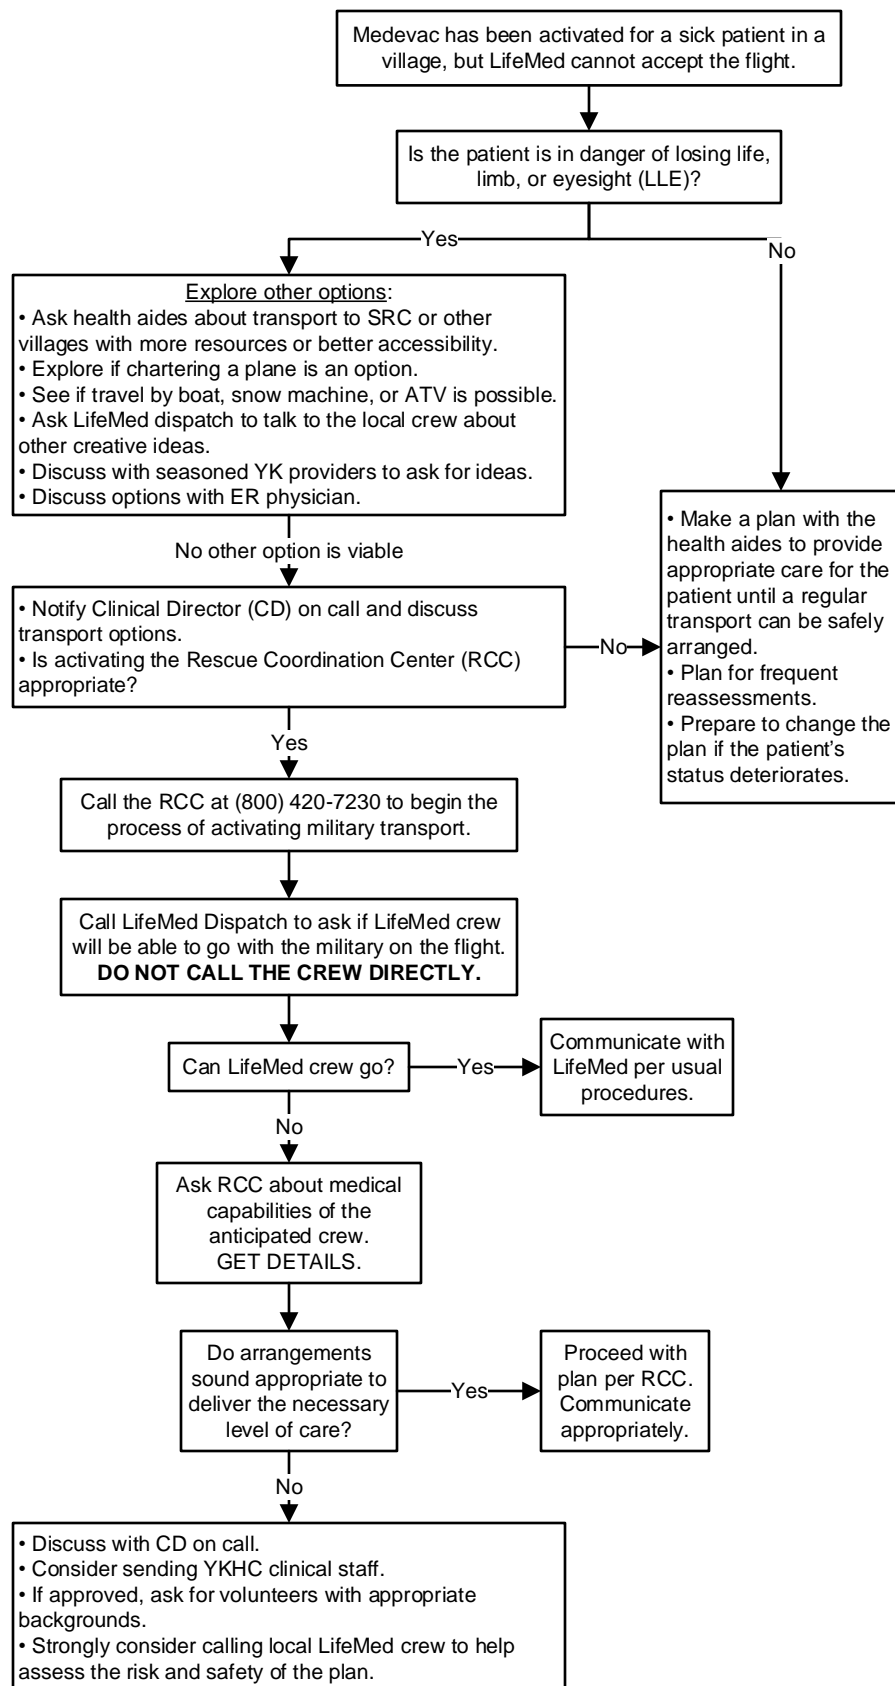 Medevac has been activated for a sick patient in a
village, but LifeMed cannot accept the flight.
Is the patient is in danger of losing life,
limb, or eyesight (LLE)?
Yes
No
Explore other options:
• Ask health aides about transport to SRC or other
villages with more resources or better accessibility.
• Explore if chartering a plane is an option.
• See if travel by boat, snow machine, or ATV is possible.
• Ask LifeMed dispatch to talk to the local crew about
other creative ideas.
• Discuss with seasoned YK providers to ask for ideas.
• Discuss options with ER physician.
No other option is viable
• Notify Clinical Director (CD) on call and discuss
transport options.
• Is activating the Rescue Coordination Center (RCC)
appropriate?
No
• Make a plan with the
health aides to provide
appropriate care for the
patient until a regular
transport can be safely
arranged.
• Plan for frequent
reassessments.
• Prepare to change the
plan if the patient's
status deteriorates.
Yes
Call the RCC at (800) 420-7230 to begin the
process of activating military transport.
Call LifeMed Dispatch to ask if LifeMed crew
will be able to go with the military on the flight.
DO NOT CALL THE CREW DIRECTLY.
Can LifeMed crew go?
Yes
Communicate with
LifeMed per usual
procedures.
No
Ask RCC about medical
capabilities of the
anticipated crew.
GET DETAILS.
Do arrangements
sound appropriate to
deliver the necessary
level of care?
Yes
Proceed with
plan per RCC.
Communicate
appropriately.
No
• Discuss with CD on call.
• Consider sending YKHC clinical staff.
• If approved, ask for volunteers with appropriate
backgrounds.
• Strongly consider calling local LifeMed crew to help
assess the risk and safety of the plan.